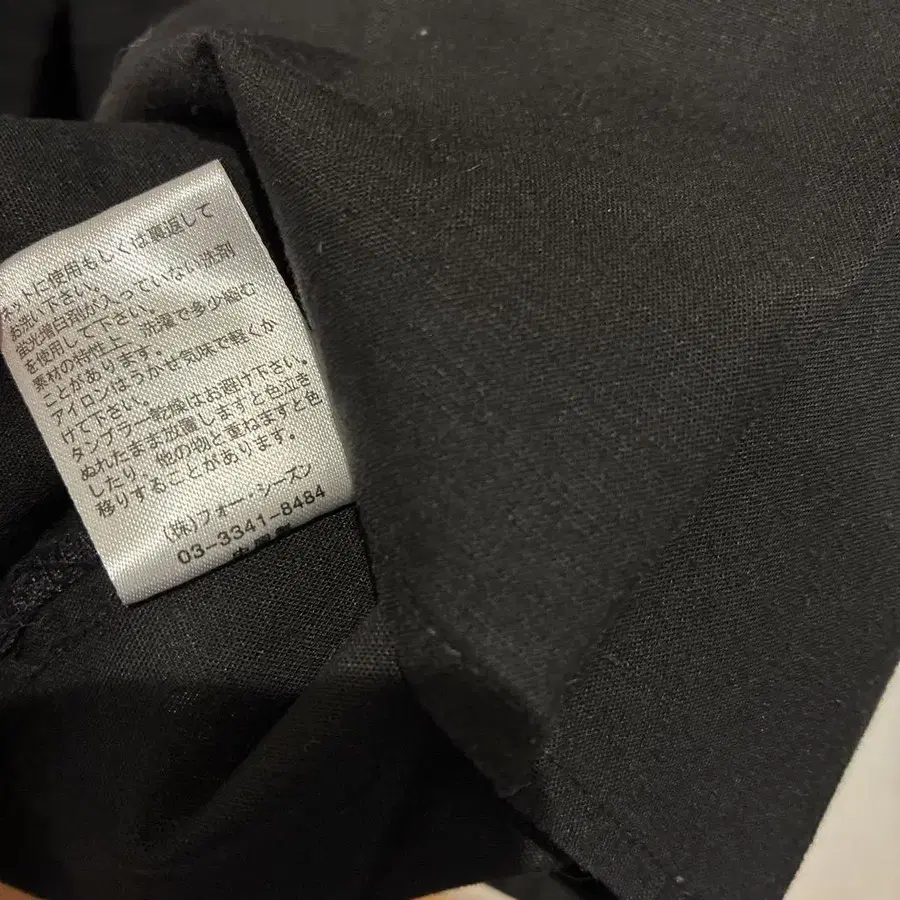 ネットに使用もしくは裏返して
お洗い下さい。
蛍光増白剤が入っていない洗剤
を使用して下さい。
素材の特性上、洗濯で多少縮む
ことがあります。
アイロンはつかせ気味で軽くか
けて下さい。
タンブラー乾燥はお避け下さい。
ぬれたまま放置しますと色泣き
したり、他の物と重ねますと色
移りすることがあります。
(株)フォー・シーズン
03-3341-8484